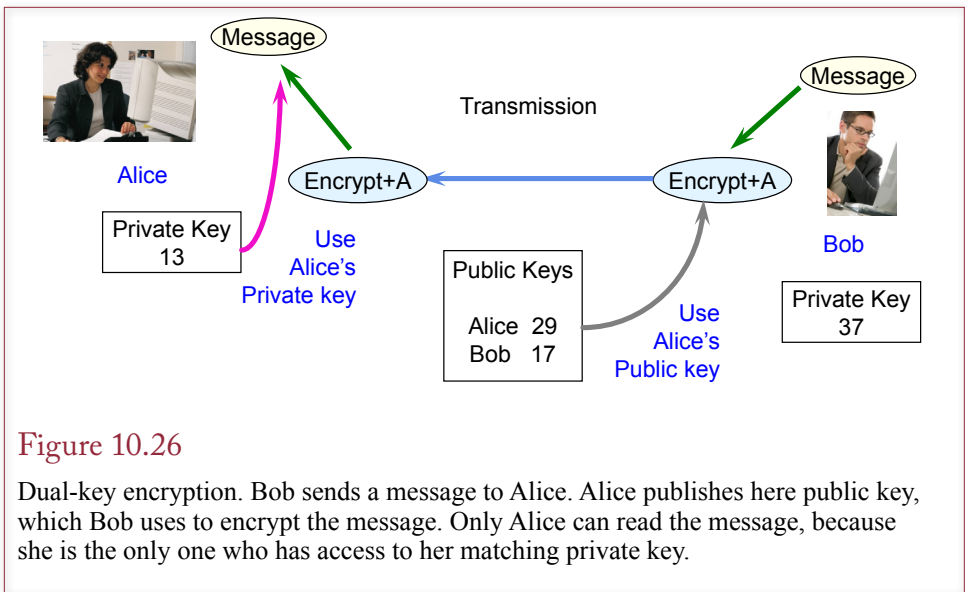 Message
Message
Transmission
Alice
Encrypt+A
Encrypt+A
Private Key
13
Use
Alice's
Private key
Public Keys
Alice 29
Bob 17
Use
Alice's
Public key
Bob
Private Key
37
Figure 10.26
Dual-key encryption. Bob sends a message to Alice. Alice publishes here public key,
which Bob uses to encrypt the message. Only Alice can read the message, because
she is the only one who has access to her matching private key.